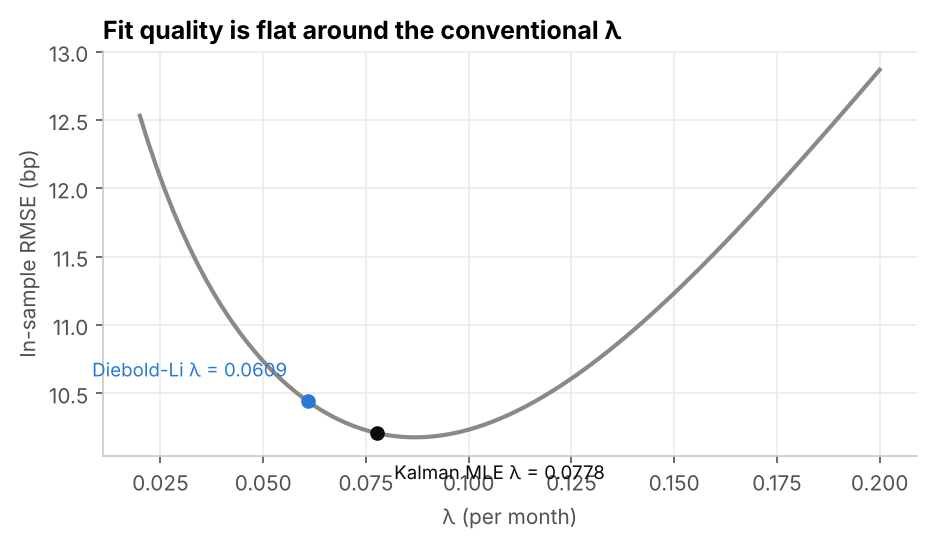 Fit quality is flat around the conventional λ
In-sample RMSE (bp)
13.0
12.5
12.0
11.5
11.0
10.5
Diebold-Li λ = 0.0609
Kalman MLE λ = 0.0778
0.025 0.050 0.075 0.100 0.125 0.150 0.175 0.200
λ (per month)